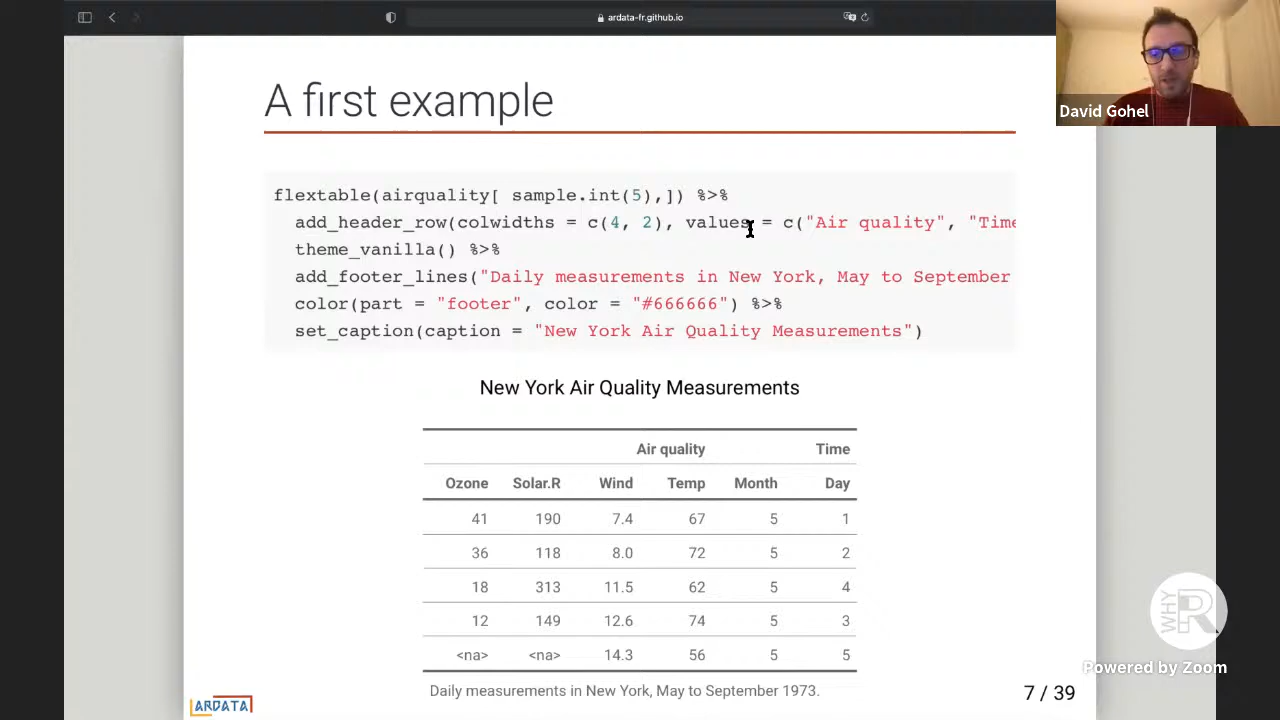 ardata-fr.github.io
David Gohel
A first example
flextable(airquality[ sample.int(5),]) %>%
add_header_row(colwidths = c(4, 2), values = c("Air quality", "Time
theme_vanilla() %>%
add_footer_lines("Daily measurements in New York, May to September
color(part = "footer", color = "#666666") %>%
set_caption(caption = "New York Air Quality Measurements")
New York Air Quality Measurements
Air quality Time
Ozone Solar.R Wind Temp Month Day
41 190 7.4 67 5 1
36 118 8.0 72 5 2
18 313 11.5 62 5 4
12 149 12.6 74 5 3
<na> <na> 14.3 56 5 5
Daily measurements in New York, May to September 1973.
WHY R
Powered by Zoom
ARDATA
7 / 39